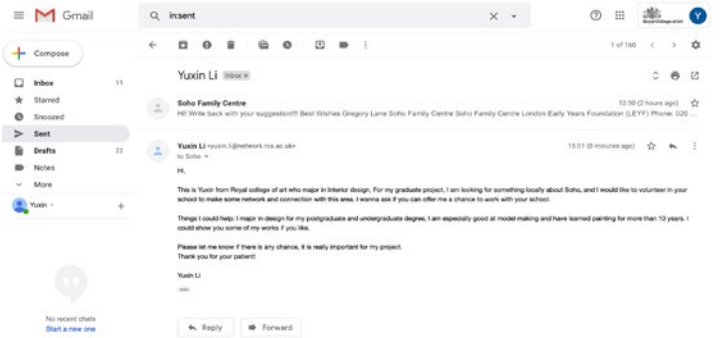 Gmail
in:sent
Royal College of Art
Y
Compose
1 of 160
Inbox 11
Starred
Snoozed
Sent
Drafts 22
Notes
More
Yuxin
No recent chats
Start a new one
Yuxin Li Inbox ×
Soho Family Centre 12:30 (2 hours ago)
Hi! Write back with your suggestion!!! Best Wishes Gregory Lane Soho Family Centre Soho Family Centre London Early Years Foundation (LEYF) Phone: 020 ...
Yuxin Li <yuxin.li@network.rca.ac.uk> 15:01 (0 minutes ago)
to Soho
Hi,
This is Yuxin from Royal college of art who major in Interior design, For my graduate project, I am looking for something locally about Soho, and I would like to volunteer in your
school to make some network and connection with this area. I wanna ask if you can offer me a chance to work with your school.
Things I could help: I major in design for my postgraduate and undergraduate degree, I am especially good at model making and have learned painting for more than 10 years. I
could show you some of my works if you like.
Please let me know if there is any chance, it is really important for my project.
Thank you for your patient!
Yuxin Li
Reply
Forward